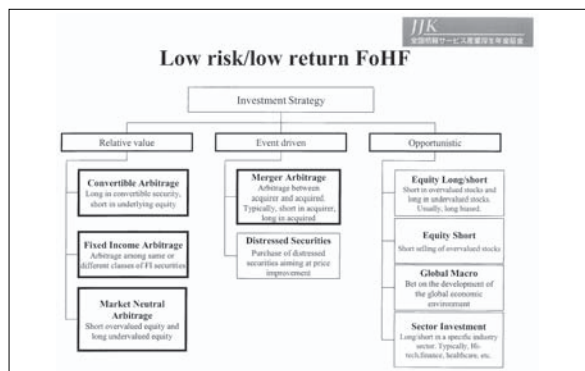 JJK
Low risk/low return FoHF
Investment Strategy
Relative value
Event driven
Opportunistic
Convertible Arbitrage
Long in convertible security,
short in underlying equity
Fixed Income Arbitrage
Arbitrage among same or
different classes of FI securities
Market Neutral
Arbitrage
Short overvalued equity and
long undervalued equity
Merger Arbitrage
Arbitrage between
acquirer and acquired.
Typically, short in acquirer,
long in acquired
Distressed Securities
Purchase of distressed
securities aiming at price
improvement
Equity Long/short
Short in overvalued stocks and
long in undervalued stocks.
Usually, long biased.
Equity Short
Short selling of overvalued stocks
Global Macro
Bet on the development of
the global economic
environment
Sector Investment
Long/short in a specific industry
sector. Typically, Hi-
tech,finance, healthcare, etc.